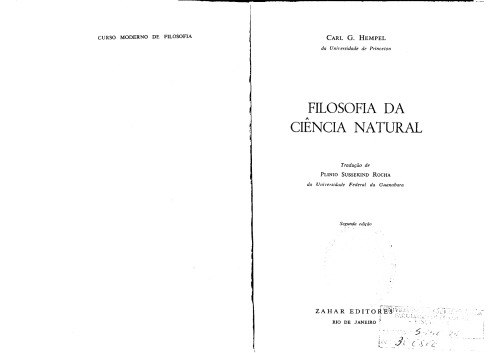 CURSO MODERNO DE FILOSOFIA
CARL G. HEMPEL
da Universidade de Princeton
FILOSOFIA DA
CIÊNCIA NATURAL
Tradução de
PLINIO SUSSEKIND ROCHA
da Universidade Federal da Guanabara
Segunda edição
ZAHAR EDITORES
RIO DE JANEIRO